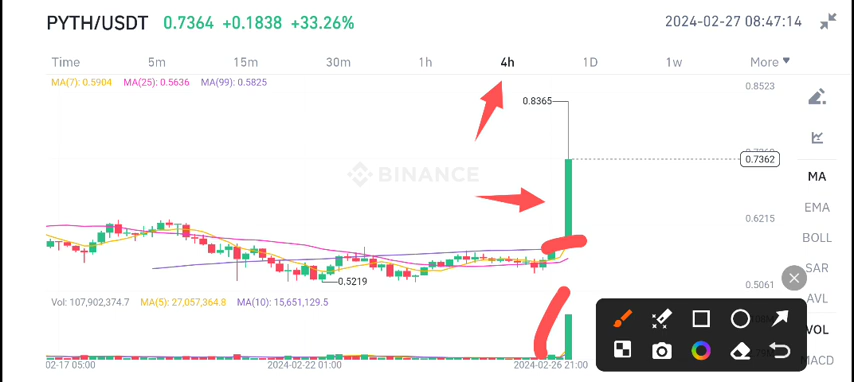 PYTH/USDT 0.7364 +0.1838 +33.26% 2024-02-27 08:47:14
Time 5m 15m 30m 1h 4h 1D 1w More
MA(7): 0.5904 MA(25): 0.5636 MA(99): 0.5825
0.8523
0.8365
0.7362
BINANCE
MA
EMA
0.6215
BOLL
SAR
0.5219
0.5061
AVL
Vol: 107,902,374.7 MA(5): 27,057,364.8 MA(10): 15,651,129.5
VOL
MACD
02-17 05:00 2024-02-22 01:00 2024-02-26 21:00